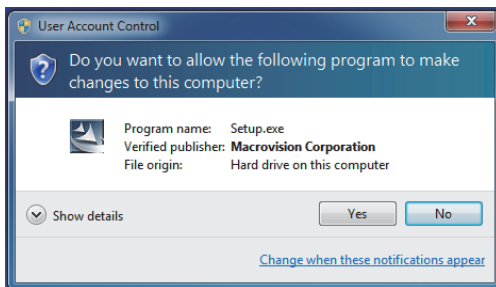 User Account Control
Do you want to allow the following program to make
changes to this computer?
Program name: Setup.exe
Verified publisher: Macrovision Corporation
File origin: Hard drive on this computer
Show details
Yes No
Change when these notifications appear